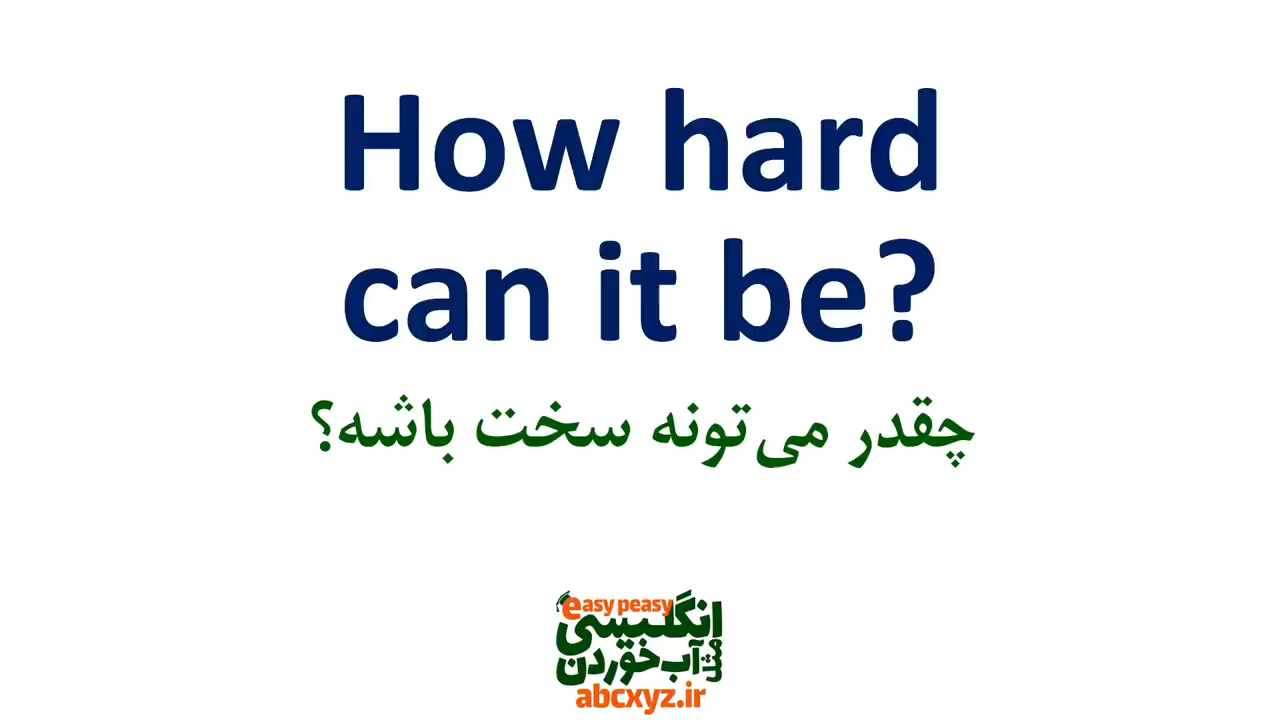 How hard
can it be?
چقدر می‌تونه سخت باشه؟
easy peasy
انگلیسی
مثل آب خوردن
abcxyz.ir